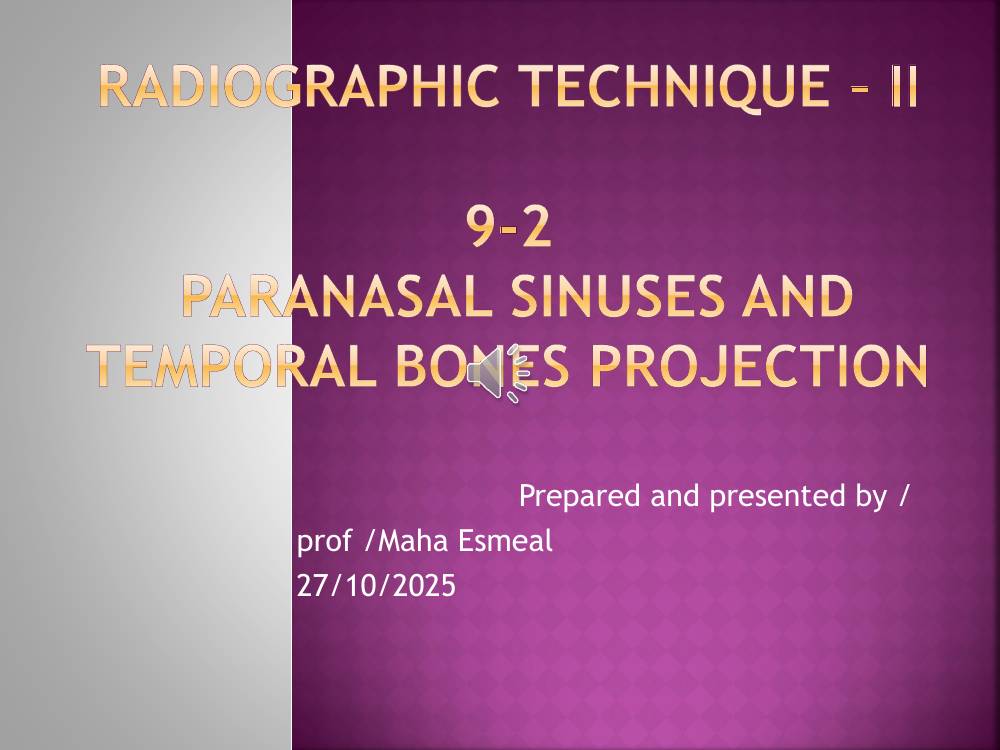 RADIOGRAPHIC TECHNIQUE - II
9-2
PARANASAL SINUSES AND
TEMPORAL BONES PROJECTION
Prepared and presented by /
prof /Maha Esmeal
27/10/2025